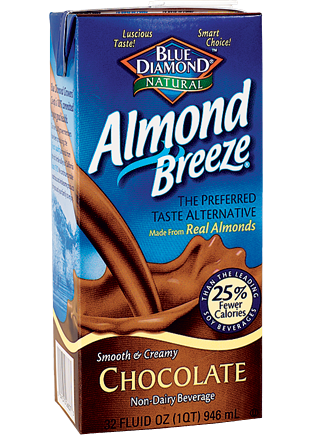 Luscious
Taste!
Smart
Choice!
BLUE
DIAMOND®
NATURAL
Almond
Breeze®
THE PREFERRED
TASTE ALTERNATIVE
Made From Real Almonds
THAN THE LEADING
25%
Fewer
Calories
SOY BEVERAGES
Smooth & Creamy
CHOCOLATE
Non-Dairy Beverage
32 FLUID OZ (1QT) 946 mL